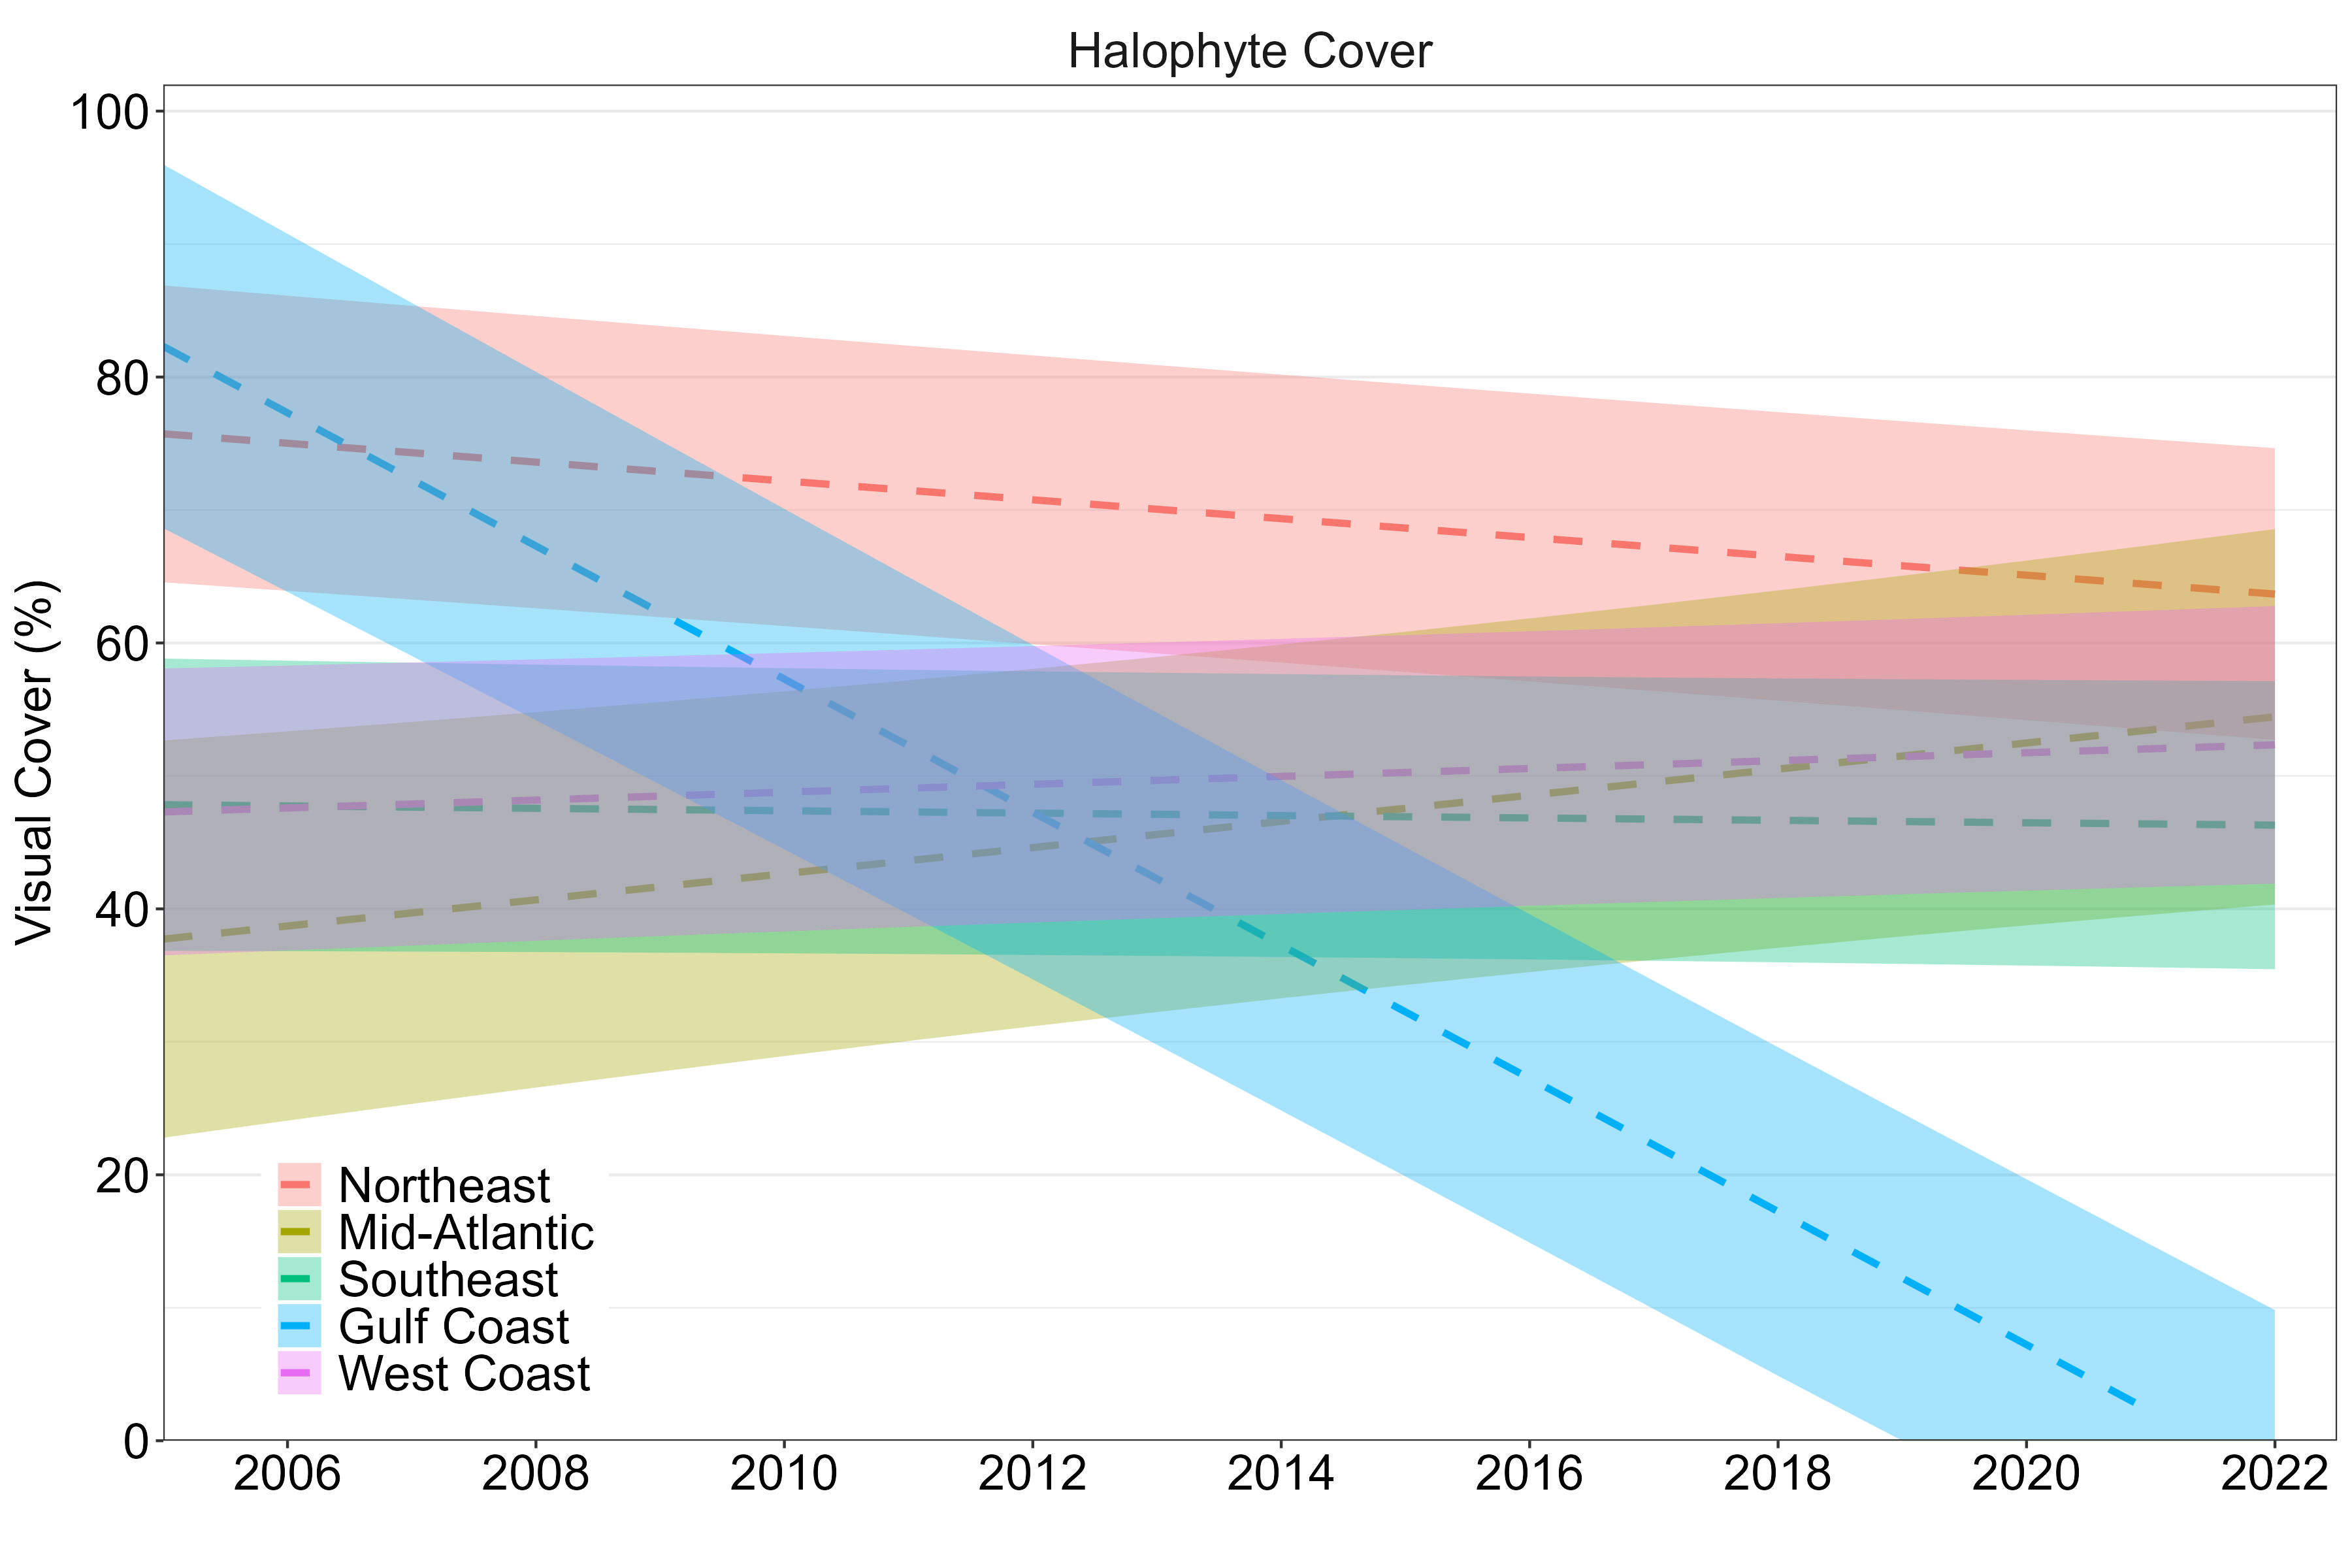 Halophyte Cover
Visual Cover (%)
100
80
60
40
20
0
Northeast
Mid-Atlantic
Southeast
Gulf Coast
West Coast
2006 2008 2010 2012 2014 2016 2018 2020 2022